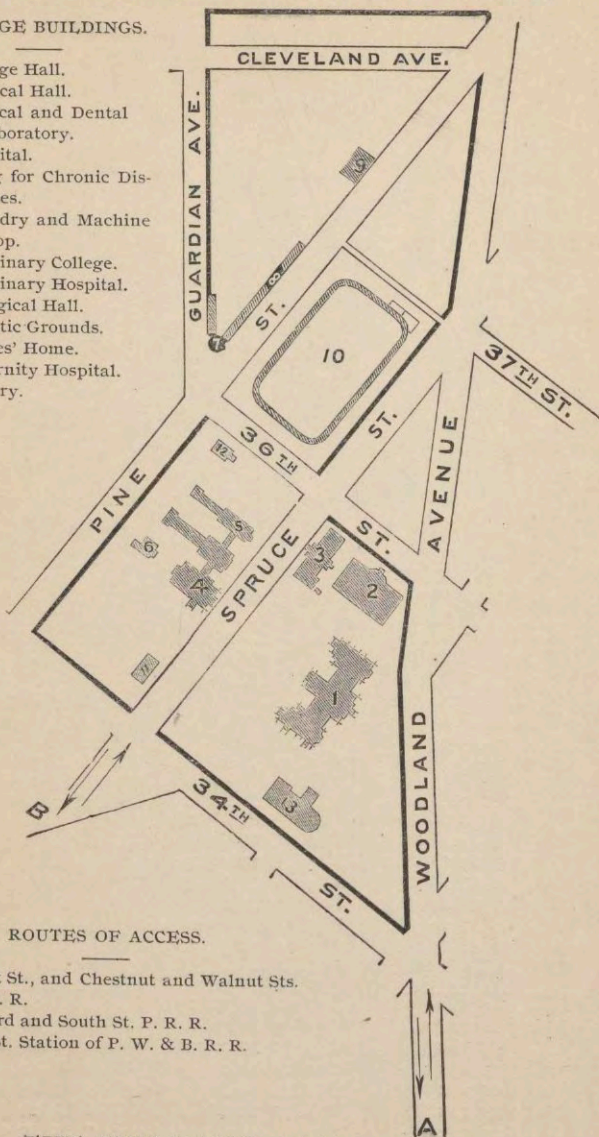 GE BUILDINGS.
ge Hall.
cal Hall.
cal and Dental
boratory.
ital.
for Chronic Dis-
es.
dry and Machine
op.
inary College.
inary Hospital.
gical Hall.
tic Grounds.
es' Home.
rnity Hospital.
ry.
CLEVELAND AVE.
GUARDIAN AVE.
9
8
7
ST.
10
37TH ST.
36TH
ST.
ST.
AVENUE
PINE
12
5
6
4
SPRUCE
3
2
11
1
WOODLAND
B
34TH
13
ST.
ROUTES OF ACCESS.
St., and Chestnut and Walnut Sts.
. R.
rd and South St. P. R. R.
t. Station of P. W. & B. R. R.
A